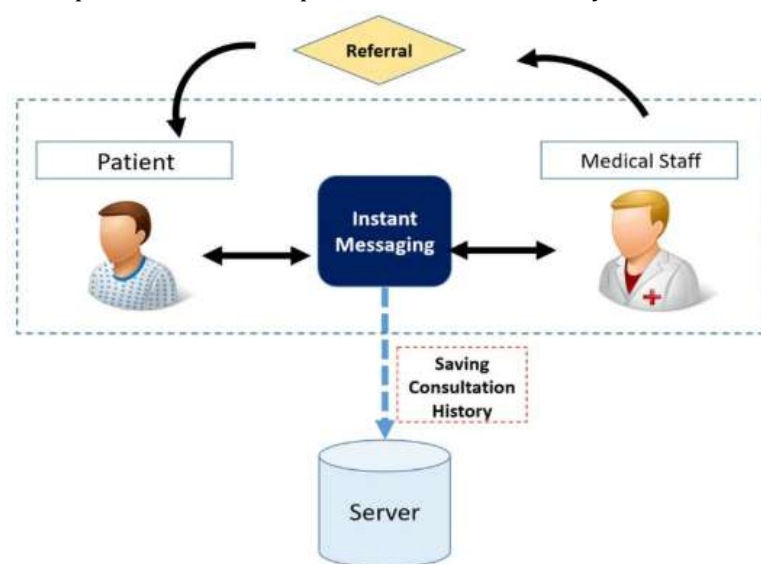 Referral
Patient
Medical Staff
Instant
Messaging
Saving
Consultation
History
Server